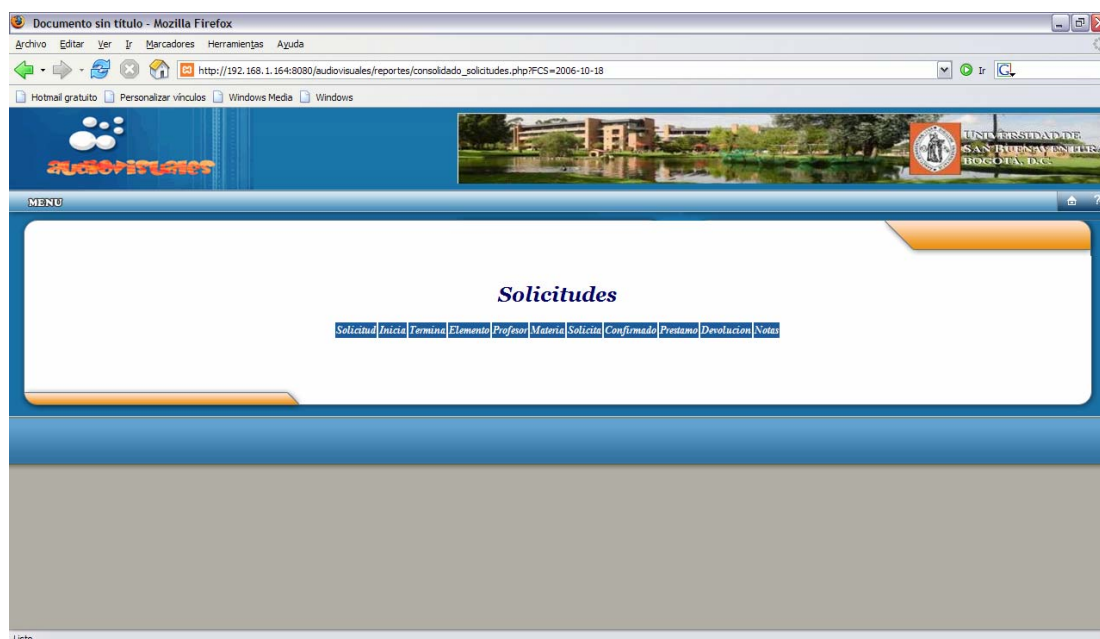 Documento sin título - Mozilla Firefox
Archivo Editar Ver Ir Marcadores Herramientas Ayuda
http://192.168.1.164:8080/audiovisuales/reportes/consolidado_solicitudes.php?FCS=2006-10-18 Ir
Hotmail gratuito Personalizar vínculos Windows Media Windows
audiovisuales
UNIVERSIDAD DE
SAN BUENAVENTURA
BOGOTA, D.C.
MENU
Solicitudes
Solicitud Inicia Termina Elemento Profesor Materia Solicita Confirmado Prestamo Devolucion Notas
Listo